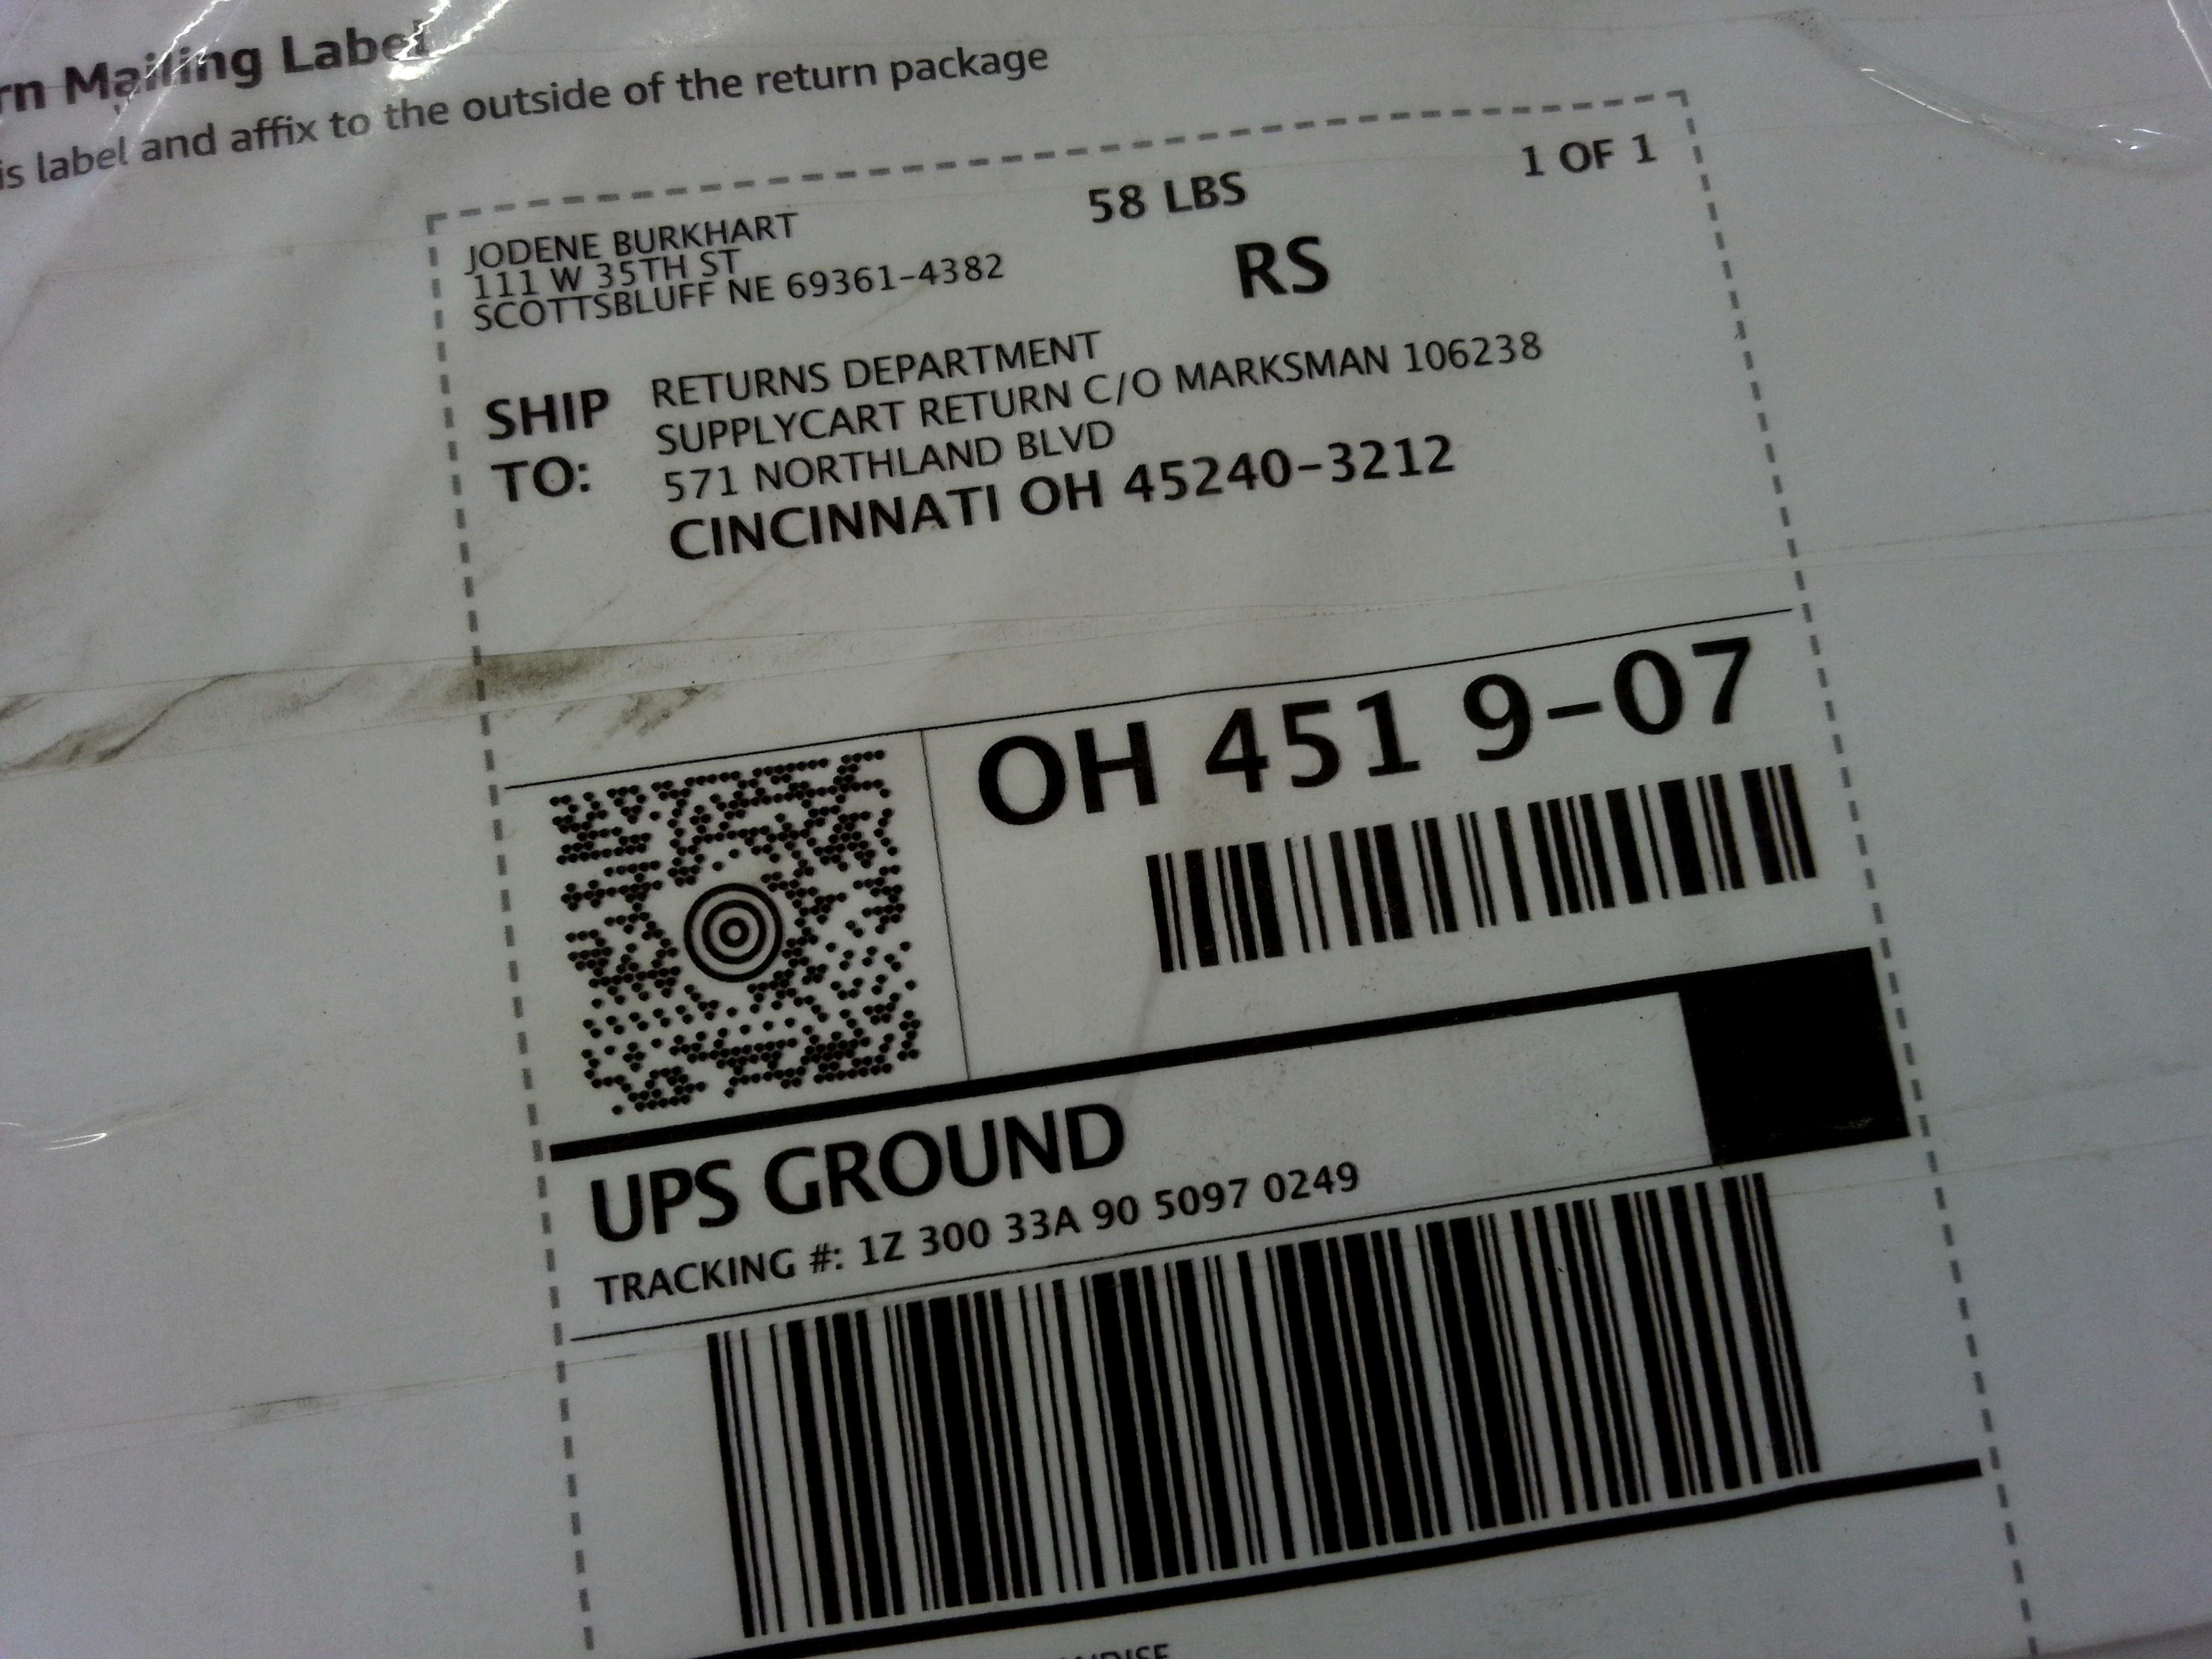 rn Mailing Label
is label and affix to the outside of the return package
JODENE BURKHART
111 W 35TH ST
SCOTTSBLUFF NE 69361-4382
58 LBS
1 OF 1
RS
SHIP TO:
RETURNS DEPARTMENT
SUPPLYCART RETURN C/O MARKSMAN 106238
571 NORTHLAND BLVD
CINCINNATI OH 45240-3212
OH 451 9-07
UPS GROUND
TRACKING #: 1Z 300 33A 90 5097 0249